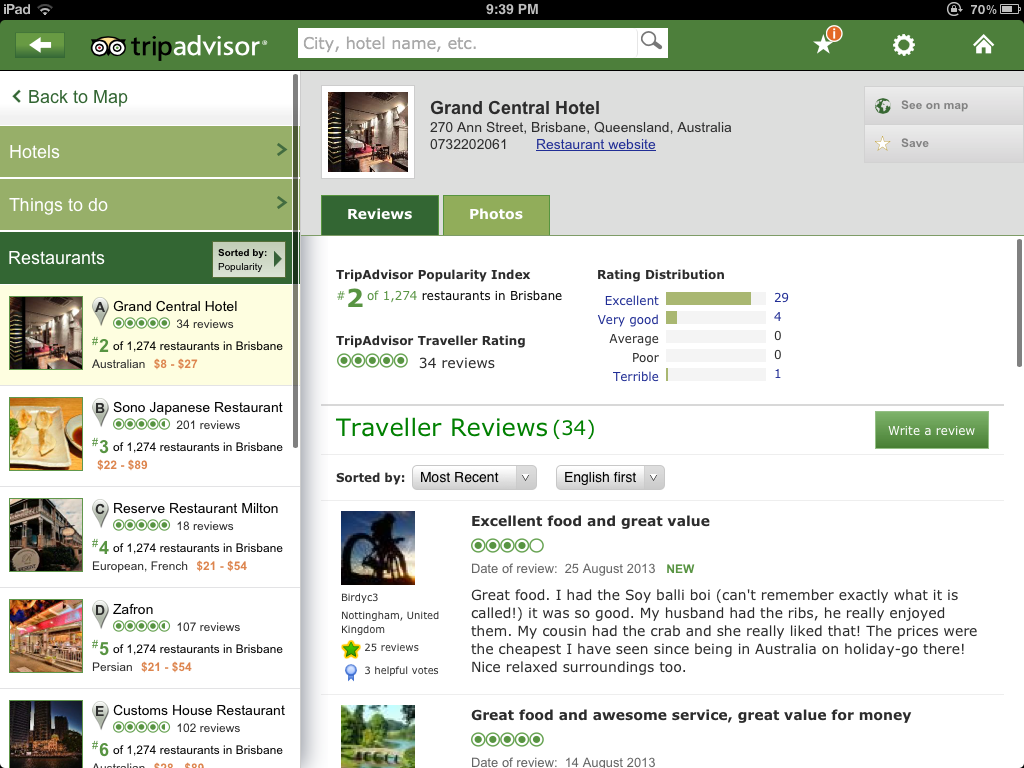 iPad 9:39 PM 70%
tripadvisor® City, hotel name, etc. i
Back to Map
Hotels
Things to do
Restaurants Sorted by: Popularity
A Grand Central Hotel
34 reviews
#2 of 1,274 restaurants in Brisbane
Australian $8 - $27
B Sono Japanese Restaurant
201 reviews
#3 of 1,274 restaurants in Brisbane
$22 - $89
C Reserve Restaurant Milton
18 reviews
#4 of 1,274 restaurants in Brisbane
European, French $21 - $54
D Zafron
107 reviews
#5 of 1,274 restaurants in Brisbane
Persian $21 - $54
E Customs House Restaurant
102 reviews
#6 of 1,274 restaurants in Brisbane
Australian $28 - $89
Grand Central Hotel
270 Ann Street, Brisbane, Queensland, Australia
0732202061 Restaurant website
See on map
Save
Reviews Photos
TripAdvisor Popularity Index
#2 of 1,274 restaurants in Brisbane
TripAdvisor Traveller Rating
34 reviews
Rating Distribution
Excellent 29
Very good 4
Average 0
Poor 0
Terrible 1
Traveller Reviews (34)
Write a review
Sorted by: Most Recent English first
Birdyc3
Nottingham, United
Kingdom
25 reviews
3 helpful votes
Excellent food and great value
Date of review: 25 August 2013 NEW
Great food. I had the Soy balli boi (can't remember exactly what it is
called!) it was so good. My husband had the ribs, he really enjoyed
them. My cousin had the crab and she really liked that! The prices were
the cheapest I have seen since being in Australia on holiday-go there!
Nice relaxed surroundings too.
Great food and awesome service, great value for money
Date of review: 14 August 2013